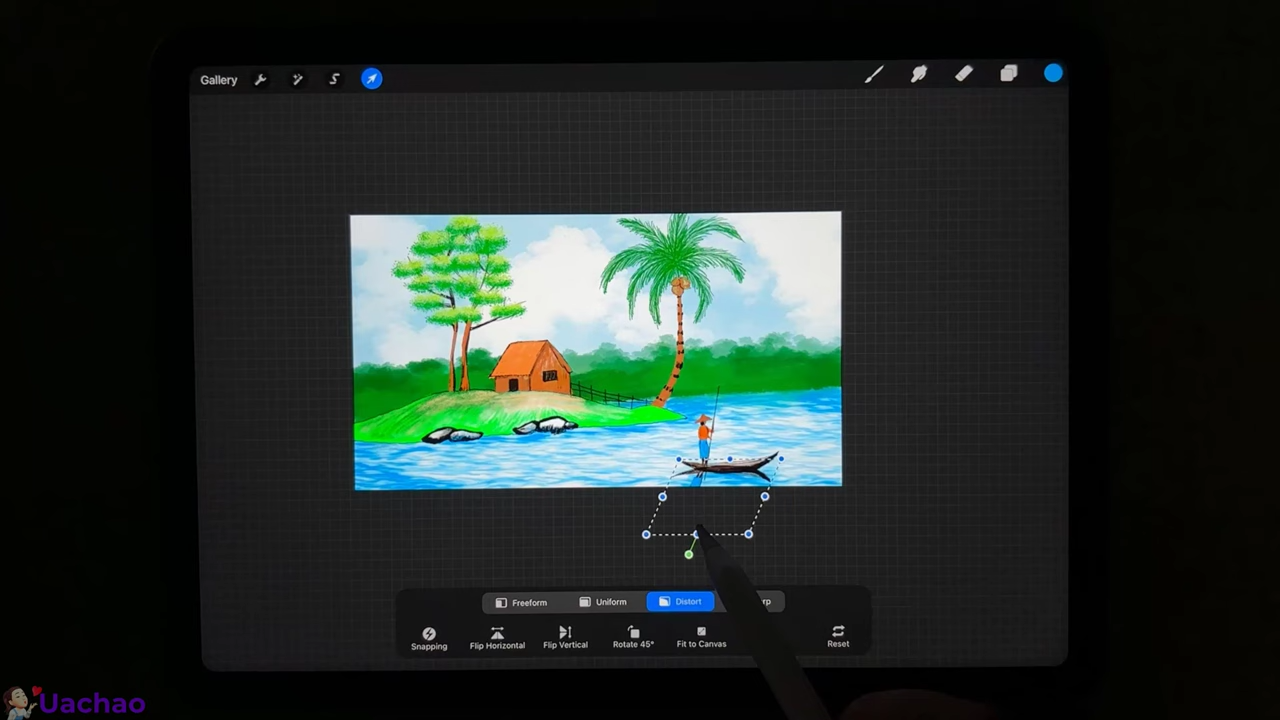 Gallery
Freeform
Uniform
Distort
Snapping
Flip Horizontal
Flip Vertical
Rotate 45°
Fit to Canvas
Reset
Uachao